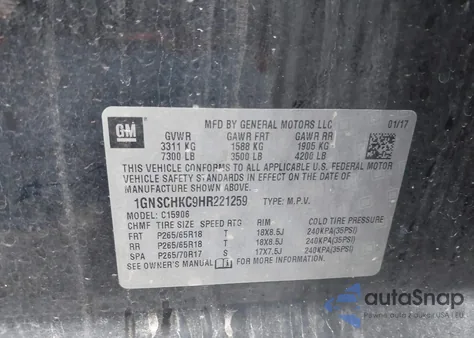 GM
MFD BY GENERAL MOTORS LLC
01/17
GVWR GAWR FRT GAWR RR
3311 KG 1588 KG 1905 KG
7300 LB 3500 LB 4200 LB
THIS VEHICLE CONFORMS TO ALL APPLICABLE U.S. FEDERAL MOTOR
VEHICLE SAFETY STANDARDS IN EFFECT ON THE DATE OF
MANUFACTURE SHOWN ABOVE.
1GNSCHKC9HR221259 TYPE: M.P.V.
MODEL: C15906
CHMF TIRE SIZE SPEED RTG RIM COLD TIRE PRESSURE
FRT P265/65R18 T 18X8.5J 240KPA(35PSI)
RR P265/65R18 T 18X8.5J 240KPA(35PSI)
SPA P265/70R17 S 17X7.5J 240KPA(35PSI)
SEE OWNER'S MANUAL FOR MORE INFORMATION.
autoSnap